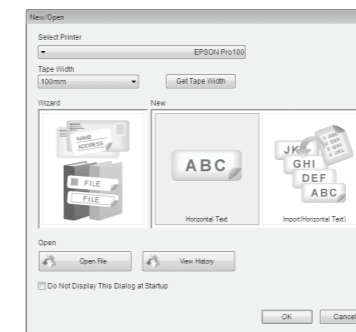 New/Open
Select Printer
EPSON Pro100
Tape Width
100mm
Get Tape Width
Wizard
New
NAME
ADDRESS
FILE
FILE
ABC
Horizontal Text
JK
GHI
DEF
ABC
Import(Horizontal Text)
Open
Open File
View History
Do Not Display This Dialog at Startup
OK
Cancel